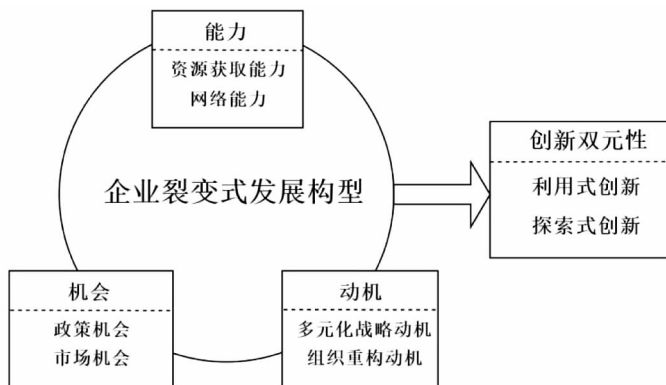 能力
资源获取能力
网络能力
企业裂变式发展构型
创新双元性
利用式创新
探索式创新
机会
政策机会
市场机会
动机
多元化战略动机
组织重构动机